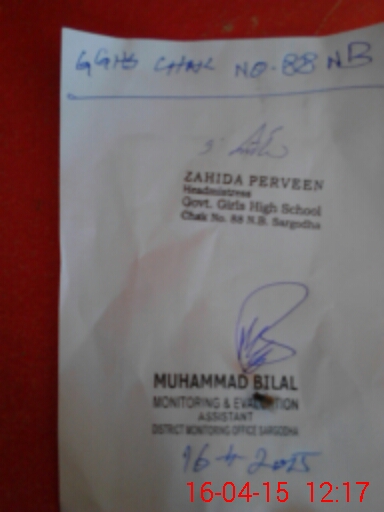 GGHS CHAK NO. 88 NB
ZAHIDA PERVEEN
Headmistress
Govt. Girls High School
Chak No. 88 N.B. Sargodha
MUHAMMAD BILAL
MONITORING & EVALUATION
ASSISTANT
DISTRICT MONITORING OFFICE SARGODHA
16-4-2015
16-04-15 12:17